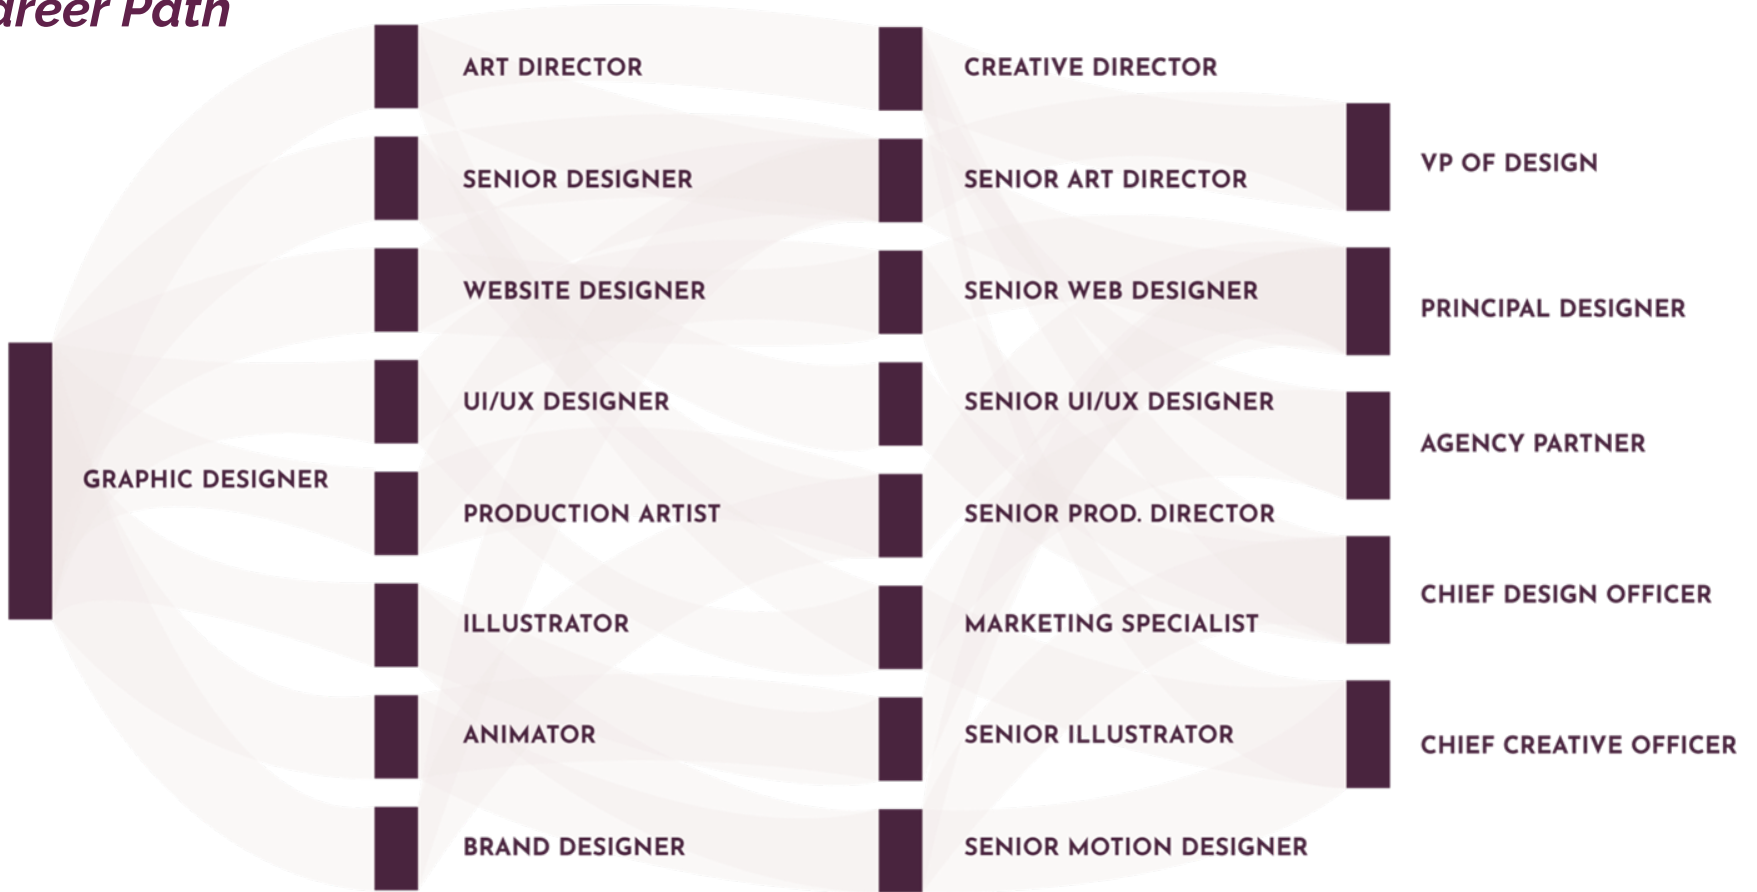 Path
ART DIRECTOR
SENIOR DESIGNER
WEBSITE DESIGNER
UI/UX DESIGNER
GRAPHIC DESIGNER
PRODUCTION ARTIST
ILLUSTRATOR
ANIMATOR
BRAND DESIGNER
CREATIVE DIRECTOR
SENIOR ART DIRECTOR
SENIOR WEB DESIGNER
SENIOR UI/UX DESIGNER
SENIOR PROD. DIRECTOR
MARKETING SPECIALIST
SENIOR ILLUSTRATOR
SENIOR MOTION DESIGNER
VP OF DESIGN
PRINCIPAL DESIGNER
AGENCY PARTNER
CHIEF DESIGN OFFICER
CHIEF CREATIVE OFFICER